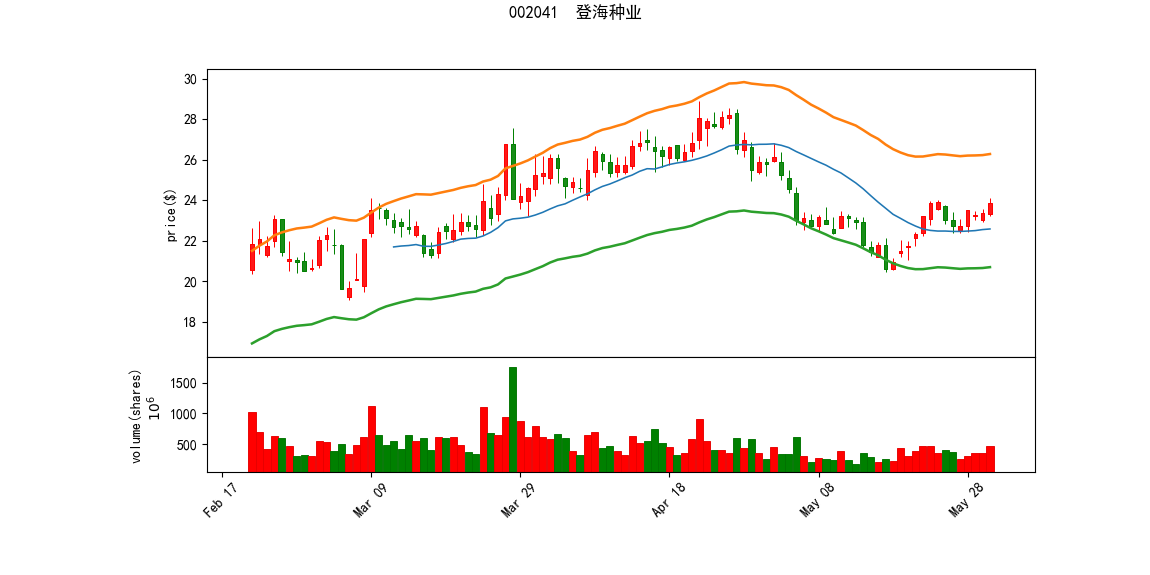 002041 登海种业
30
28
26
24
22
20
18
price($)
1500
1000
500
volume(shares)
10^6
Feb 17
Mar 09
Mar 29
Apr 18
May 08
May 28